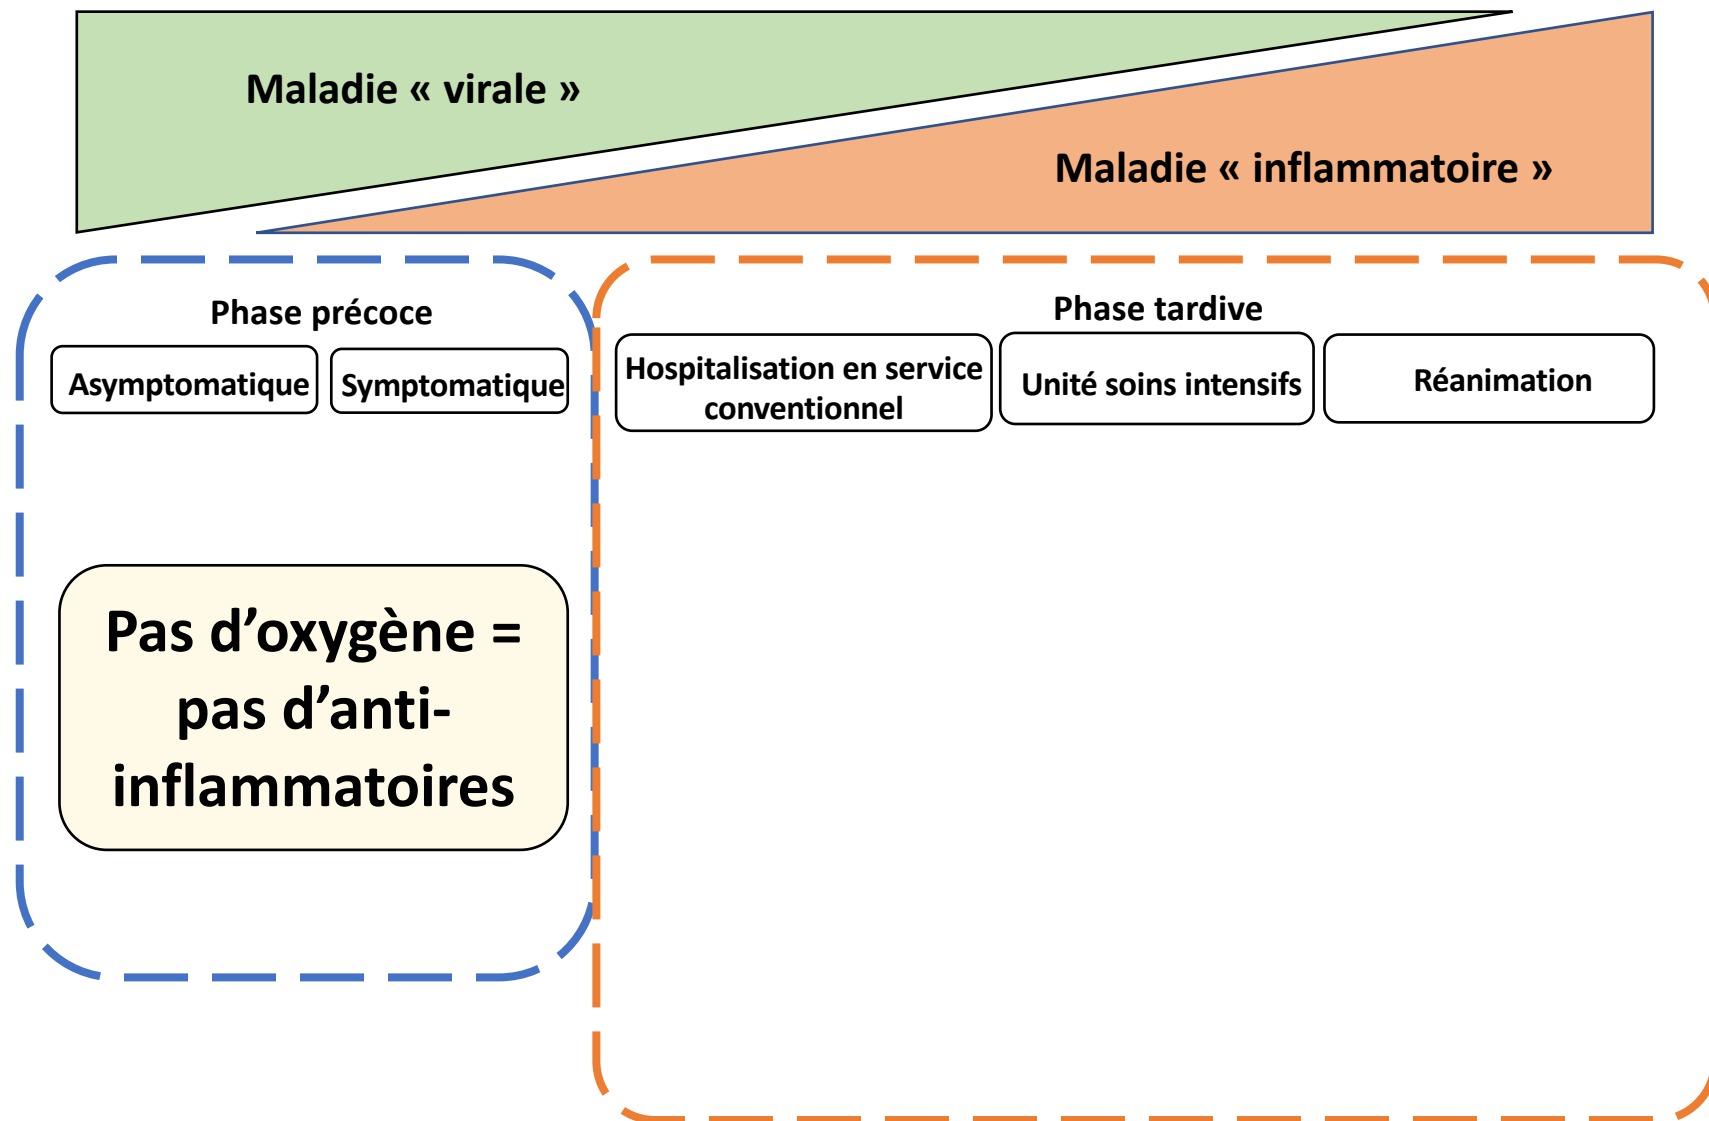 Maladie « virale »
Maladie « inflammatoire »
Phase précoce
Asymptomatique
Symptomatique
Phase tardive
Hospitalisation en service
conventionnel
Unité soins intensifs
Réanimation
Pas d’oxygène =
pas d’anti-
inflammatoires